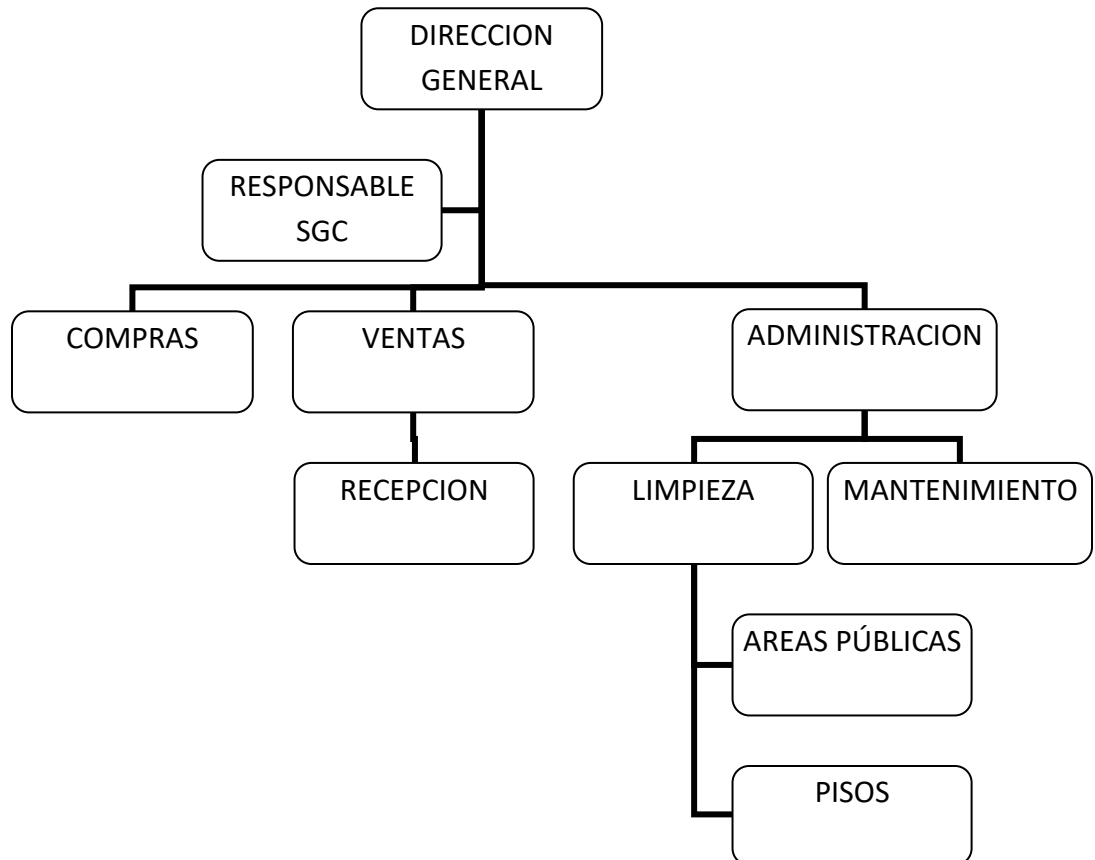 DIRECCION
GENERAL
RESPONSABLE
SGC
COMPRAS
VENTAS
ADMINISTRACION
RECEPCION
LIMPIEZA
MANTENIMIENTO
AREAS PÚBLICAS
PISOS